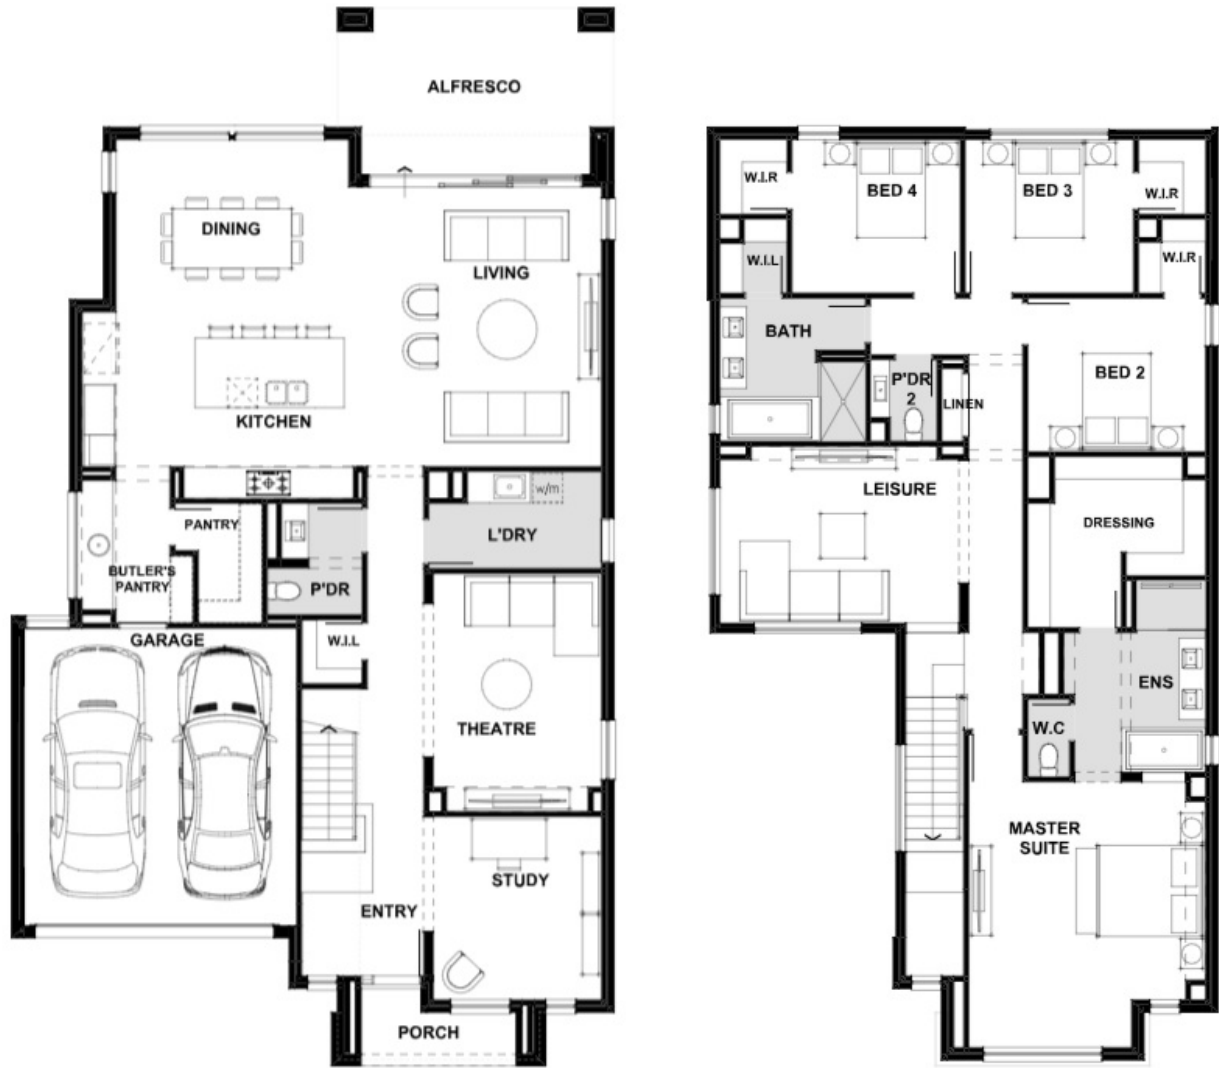 ALFRESCO
DINING
LIVING
KITCHEN
PANTRY
BUTLER'S
PANTRY
w/m
L'DRY
P'DR
GARAGE
W.I.L
THEATRE
STUDY
ENTRY
PORCH
W.I.R
BED 4
BED 3
W.I.R
W.I.L
W.I.R
BATH
P'DR
2
LINEN
BED 2
LEISURE
DRESSING
ENS
W.C
MASTER
SUITE